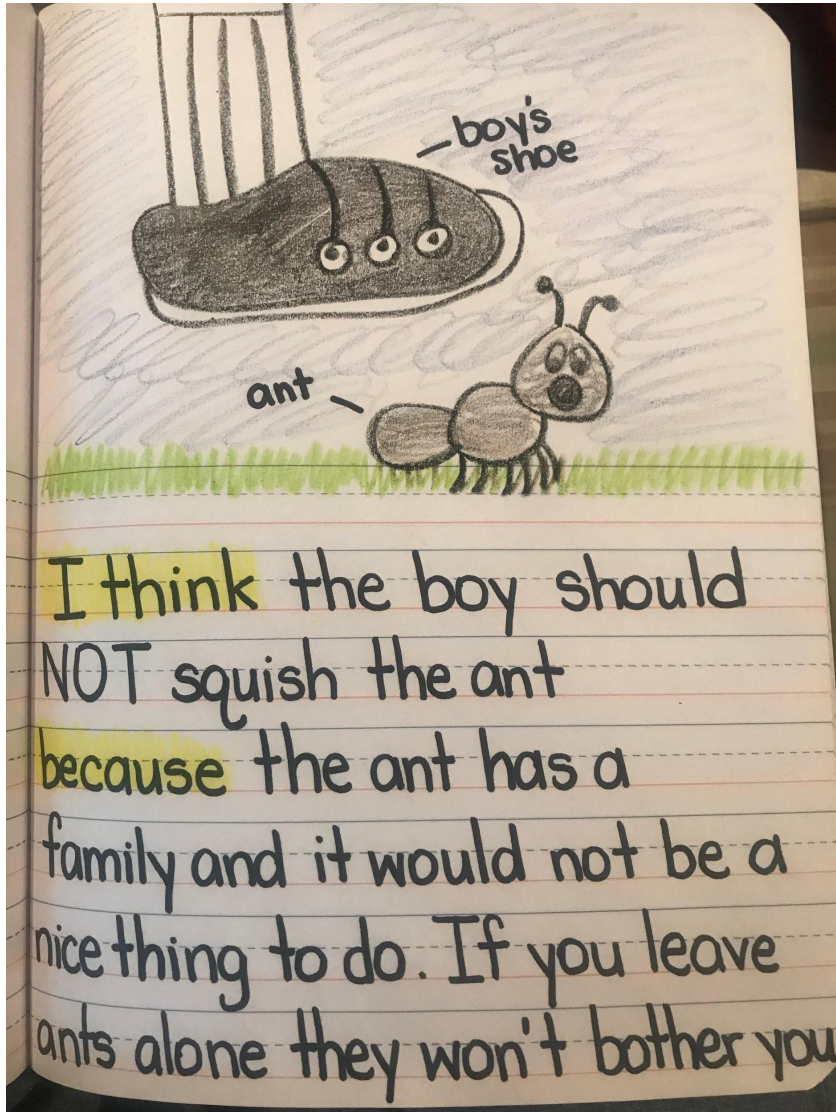 boy's
shoe
ant
I think the boy should
NOT squish the ant
because the ant has a
family and it would not be a
nice thing to do. If you leave
ants alone they won't bother you